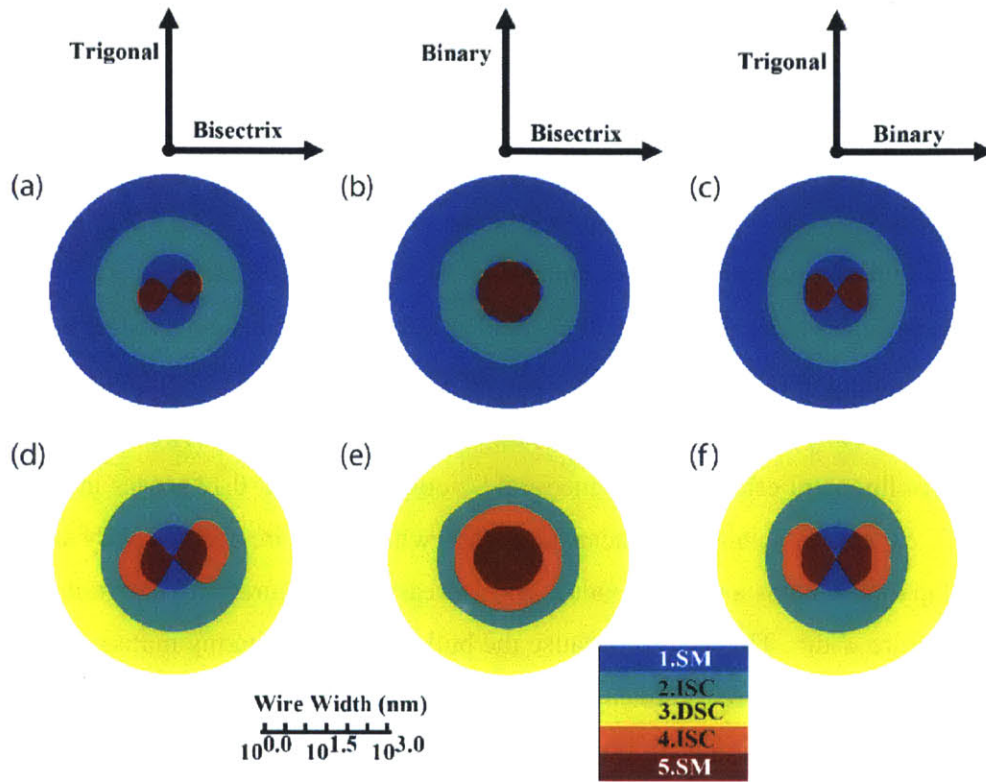 Trigonal
Bisectrix
Binary
Bisectrix
Trigonal
Binary
(a)
(b)
(c)
(d)
(e)
(f)
Wire Width (nm)
10^0.0 10^1.5 10^3.0
1.SM
2.ISC
3.DSC
4.ISC
5.SM